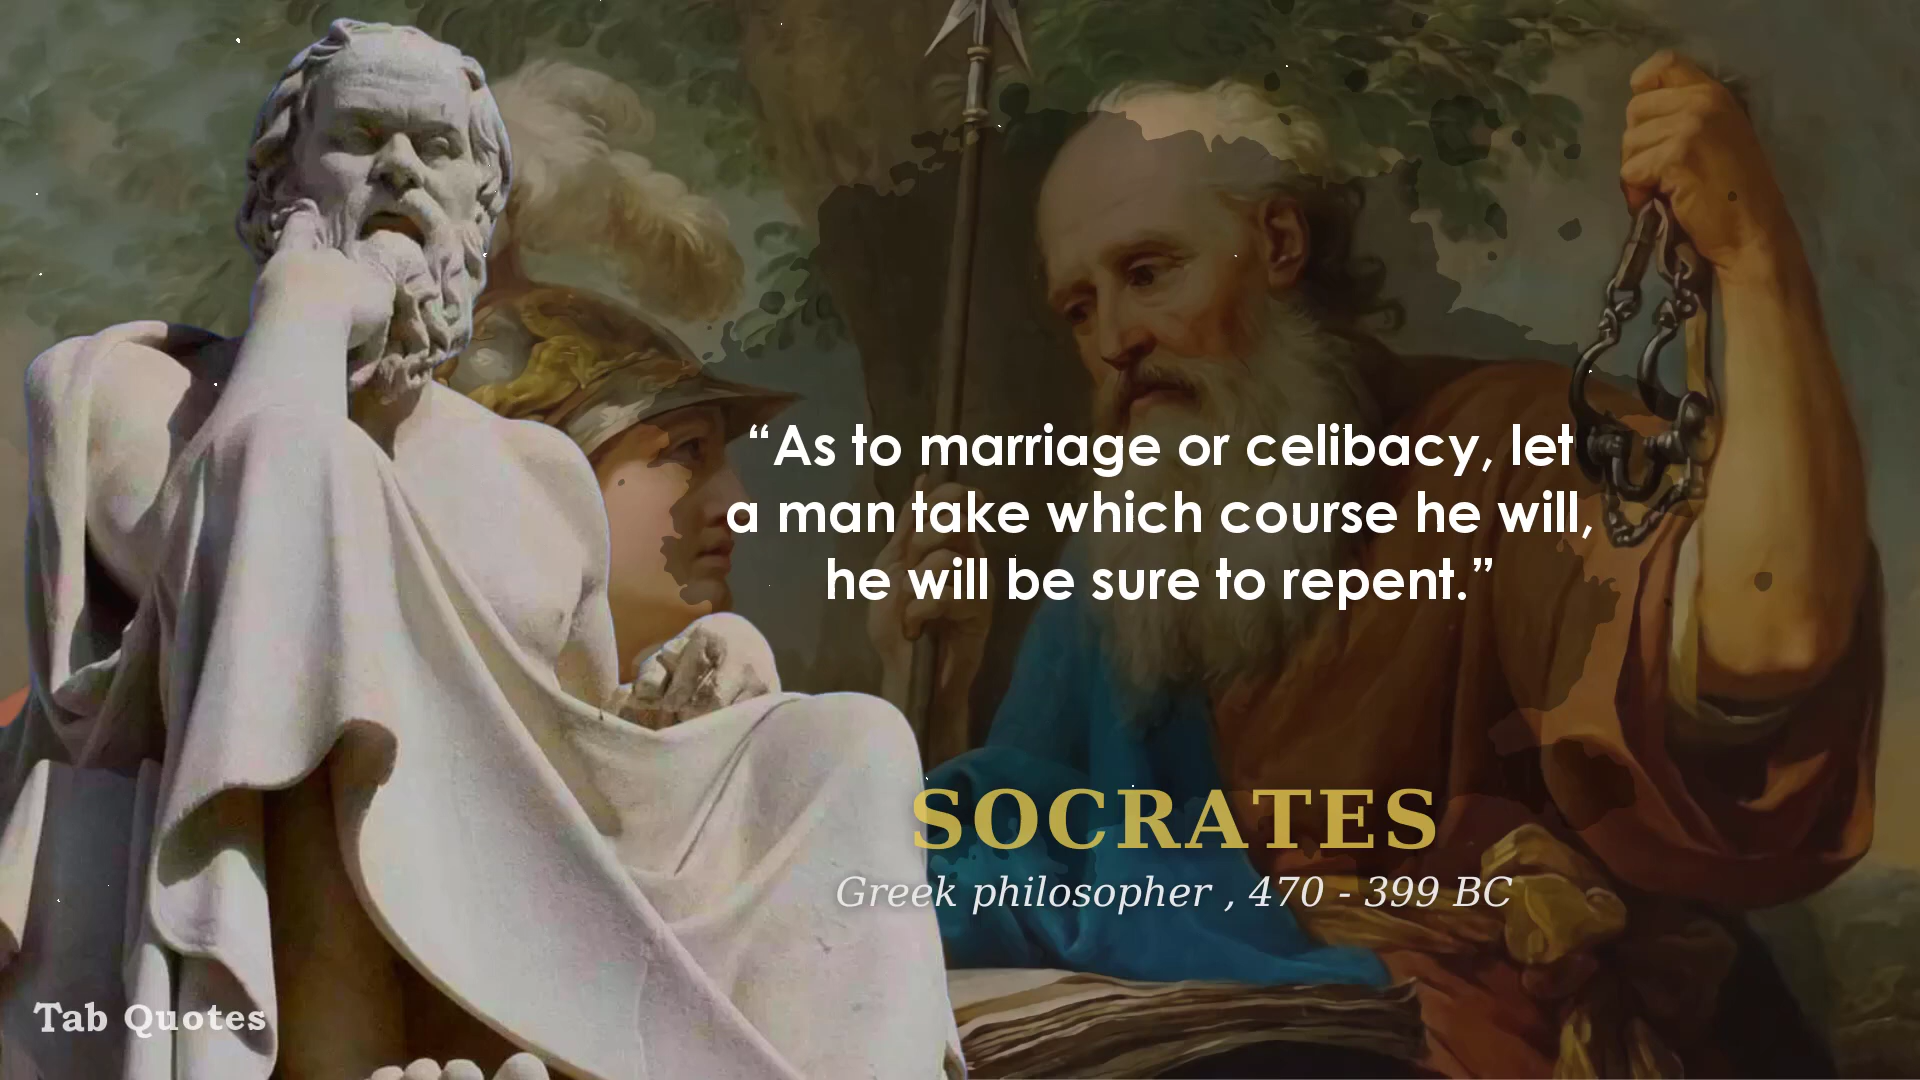 “As to marriage or celibacy, let
a man take which course he will,
he will be sure to repent.”
SOCRATES
Greek philosopher , 470 - 399 BC
Tab Quotes